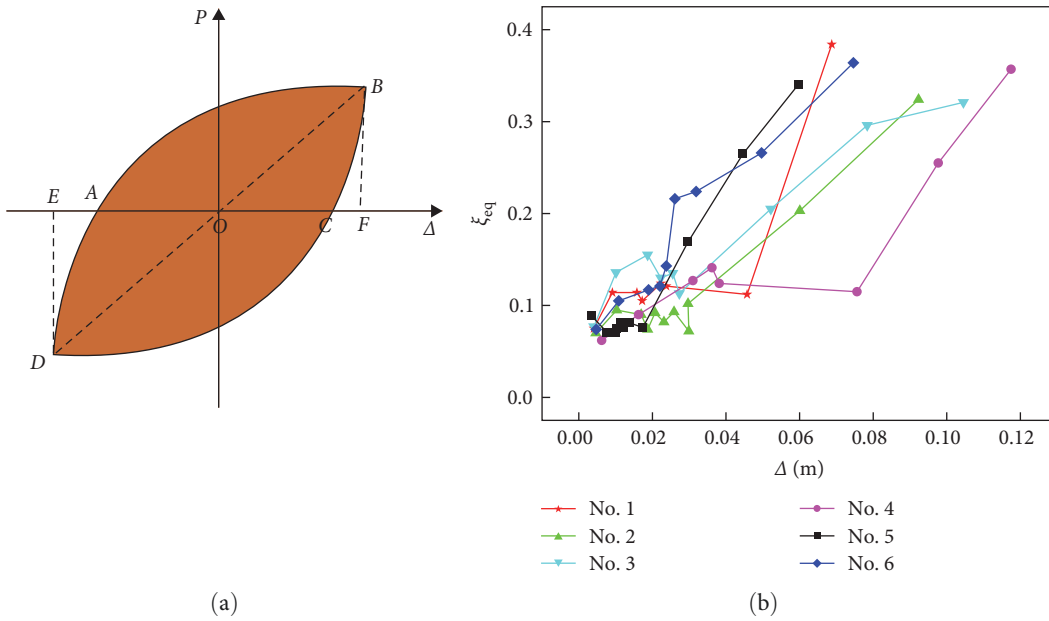 P
B
E
A
O
C
F
Δ
D
(a)
0.4
0.3
0.2
0.1
0.0
ξeq
0.00 0.02 0.04 0.06 0.08 0.10 0.12
Δ (m)
No. 1
No. 2
No. 3
No. 4
No. 5
No. 6
(b)